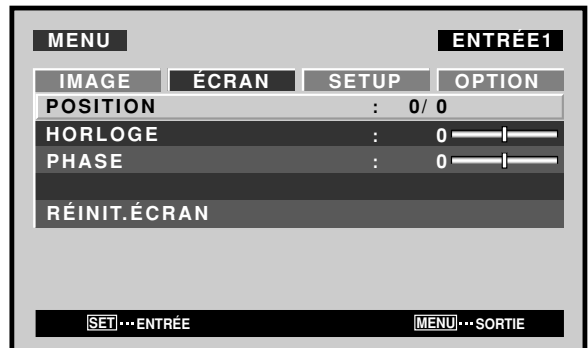 MENU ENTRÉE1
IMAGE ÉCRAN SETUP OPTION
POSITION : 0/ 0
HORLOGE : 0
PHASE : 0
RÉINIT.ÉCRAN
SET···ENTRÉE MENU···SORTIE